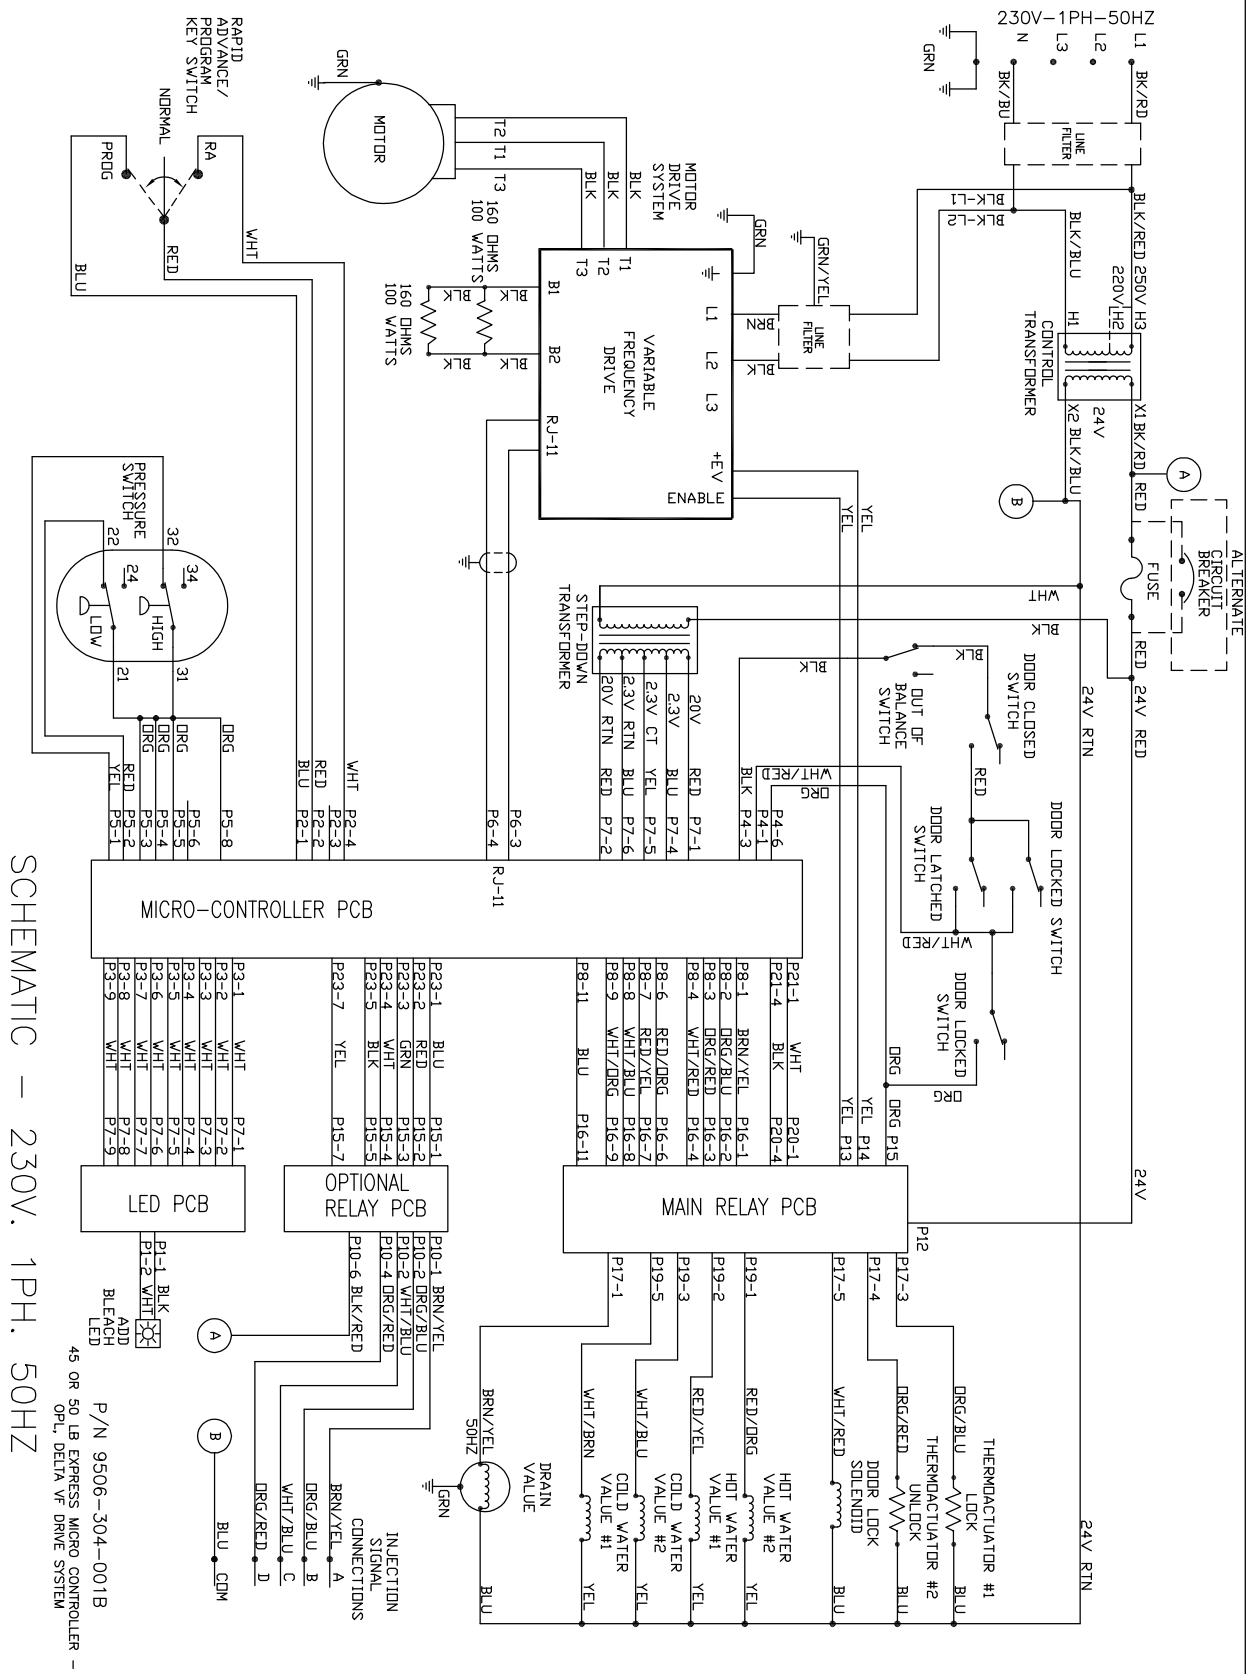 230V-1PH-50HZ
L1
L2
L3
N
GRN
BK/RD
BK/BU
LINE
FILTER
BLK-L1
BLK-L2
BLK/RED
BLK/BLU
250V H3
220V H2
H1
CONTROL
TRANSFORMER
X1
X2
24V
BK/RD
BLK/BLU
A
B
RED
ALTERNATE
CIRCUIT
BREAKER
FUSE
RED
24V RED
24V RTN
WHT
BLK
24V
24V RTN
GRN
GRN/YEL
LINE
FILTER
BRN
BLK
MOTOR
DRIVE
SYSTEM
VARIABLE
FREQUENCY
DRIVE
L1
L2
L3
+EV
ENABLE
YEL
YEL
T1
T2
T3
B1
B2
RJ-11
GRN
MOTOR
T2
T1
T3
BLK
BLK
BLK
160 OHMS
100 WATTS
160 OHMS
100 WATTS
BLK
BLK
BLK
BLK
RAPID
ADVANCE/
PROGRAM
KEY SWITCH
NORMAL
RA
PROG
WHT
RED
BLU
PRESSURE
SWITCH
32
34
22
24
HIGH
LOW
31
21
ORG
ORG
ORG
ORG
RED
YEL
P5-8
P5-6
P5-5
P5-4
P5-3
P5-2
P5-1
WHT
RED
BLU
P2-4
P2-3
P2-2
P2-1
P6-3
P6-4
STEP-DOWN
TRANSFORMER
20V
2.3V
2.3V CT
2.3V RTN
20V RTN
RED
BLU
YEL
BLU
RED
P7-1
P7-4
P7-5
P7-6
P7-2
OUT OF
BALANCE
SWITCH
BLK
BLK
DOOR CLOSED
SWITCH
RED
DOOR LOCKED SWITCH
DOOR LATCHED
SWITCH
WHT/RED
DOOR LOCKED
SWITCH
ORG
ORG
WHT/RED
ORG
BLK
P4-6
P4-1
P4-3
RJ-11
MICRO-CONTROLLER PCB
P21-1 WHT P20-1
P21-4 BLK P20-4
P8-1 BRN/YEL P16-1
P8-2 ORG/BLU P16-2
P8-3 ORG/RED P16-3
P8-4 WHT/RED P16-4
P8-6 RED/ORG P16-6
P8-7 RED/YEL P16-7
P8-8 WHT/BLU P16-8
P8-9 WHT/ORG P16-9
P8-11 BLU P16-11
P23-1 BLU P15-1
P23-2 RED P15-2
P23-3 GRN P15-3
P23-4 WHT P15-4
P23-5 BLK P15-5
P23-7 YEL P15-7
P3-1 WHT P7-1
P3-2 WHT P7-2
P3-3 WHT P7-3
P3-4 WHT P7-4
P3-5 WHT P7-5
P3-6 WHT P7-6
P3-7 WHT P7-7
P3-8 WHT P7-8
P3-9 WHT P7-9
ORG P15
YEL P14
YEL P13
MAIN RELAY PCB
P12
OPTIONAL
RELAY PCB
LED PCB
P17-3
P17-4
P17-5
P19-1
P19-2
P19-3
P19-5
P17-1
ORG/BLU
THERMOACTUATOR #1
LOCK
BLU
ORG/RED
THERMOACTUATOR #2
UNLOCK
BLU
WHT/RED
DOOR LOCK
SOLENOID
BLU
RED/ORG
HOT WATER
VALUE #2
YEL
RED/YEL
HOT WATER
VALUE #1
YEL
WHT/BLU
COLD WATER
VALUE #2
YEL
WHT/BRN
COLD WATER
VALUE #1
YEL
BRN/YEL
50HZ
DRAIN
VALUE
GRN
BLU
P10-1 BRN/YEL
P10-2 ORG/BLU
P10-2 WHT/BLU
P10-4 ORG/RED
P10-6 BLK/RED
A
B
INJECTION
SIGNAL
CONNECTIONS
BRN/YEL A
ORG/BLU B
WHT/BLU C
ORG/RED D
BLU COM
P1-1 BLK
P1-2 WHT
ADD
BLEACH
LED
P/N 9506-304-001B
45 OR 50 LB EXPRESS MICRO CONTROLLER -
OPL, DELTA VF DRIVE SYSTEM
SCHEMATIC - 230V. 1PH. 50HZ